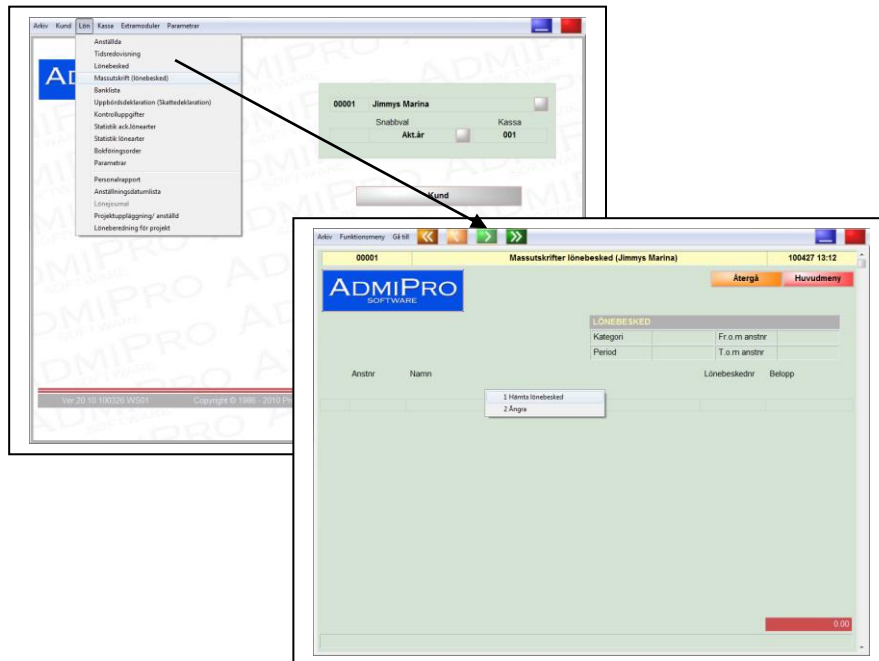 Arkiv Kund Lön Kassa Extramoduler Parametrar
Anställda
Tidsredovisning
Lönebesked
Massutskrift (lönebesked)
Banklista
Uppbördsdeklaration (Skattedeklaration)
Kontrolluppgifter
Statistik ack.lönearter
Statistik lönearter
Bokföringsorder
Parametrar
Personalrapport
Anställningsdatumlista
Lönejournal
Projektuppläggning/ anställd
Löneberedning för projekt
00001 Jimmys Marina
Snabbval Kassa
Akt.år 001
Kund
Ver 20 10 100326 WS01 Copyright © 1986 - 2010 Pr
Arkiv Funktionsmeny Gå till
00001 Massutskrifter lönebesked (Jimmys Marina) 100427 13:12
ADMIPRO
SOFTWARE
Återgå Huvudmeny
LÖNEBESKED
Kategori Fr.o.m anstnr
Period T.o.m anstnr
Anstnr Namn Lönebeskednr Belopp
1 Hämta lönebesked
2 Ångra
0.00